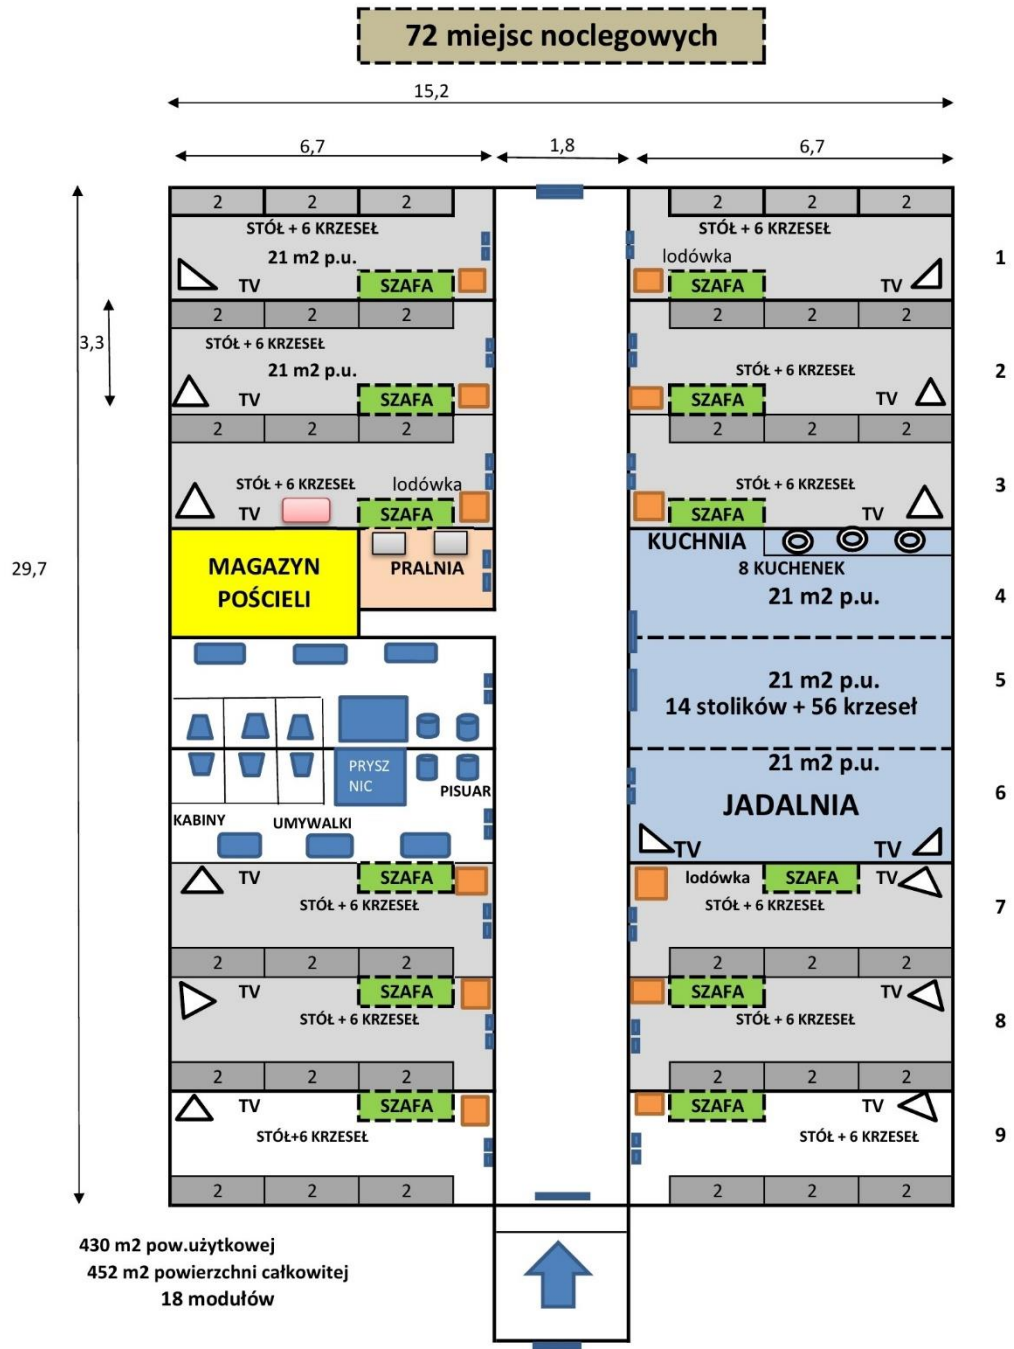 72 miejsc noclegowych
15,2
6,7 1,8 6,7
2 2 2 2 2 2
STÓŁ + 6 KRZESEŁ STÓŁ + 6 KRZESEŁ
21 m2 p.u. lodówka 1
TV SZAFA SZAFA TV
2 2 2 2 2 2
3,3 STÓŁ + 6 KRZESEŁ
21 m2 p.u. STÓŁ + 6 KRZESEŁ 2
TV SZAFA SZAFA TV
2 2 2 2 2 2
STÓŁ + 6 KRZESEŁ lodówka STÓŁ + 6 KRZESEŁ 3
TV SZAFA SZAFA TV
29,7
MAGAZYN POŚCIELI
PRALNIA
KUCHNIA
8 KUCHENEK
21 m2 p.u. 4
21 m2 p.u. 5
14 stolików + 56 krzeseł
21 m2 p.u.
PRYSZ
NIC
PISUAR
JADALNIA 6
KABINY UMYWALKI
TV TV
TV SZAFA lodówka SZAFA TV
STÓŁ + 6 KRZESEŁ STÓŁ + 6 KRZESEŁ 7
2 2 2 2 2 2
TV SZAFA SZAFA TV
STÓŁ + 6 KRZESEŁ STÓŁ + 6 KRZESEŁ 8
2 2 2 2 2 2
TV SZAFA SZAFA TV
STÓŁ+6 KRZESEŁ STÓŁ + 6 KRZESEŁ 9
2 2 2 2 2 2
430 m2 pow.użytkowej
452 m2 powierzchni całkowitej
18 modułów